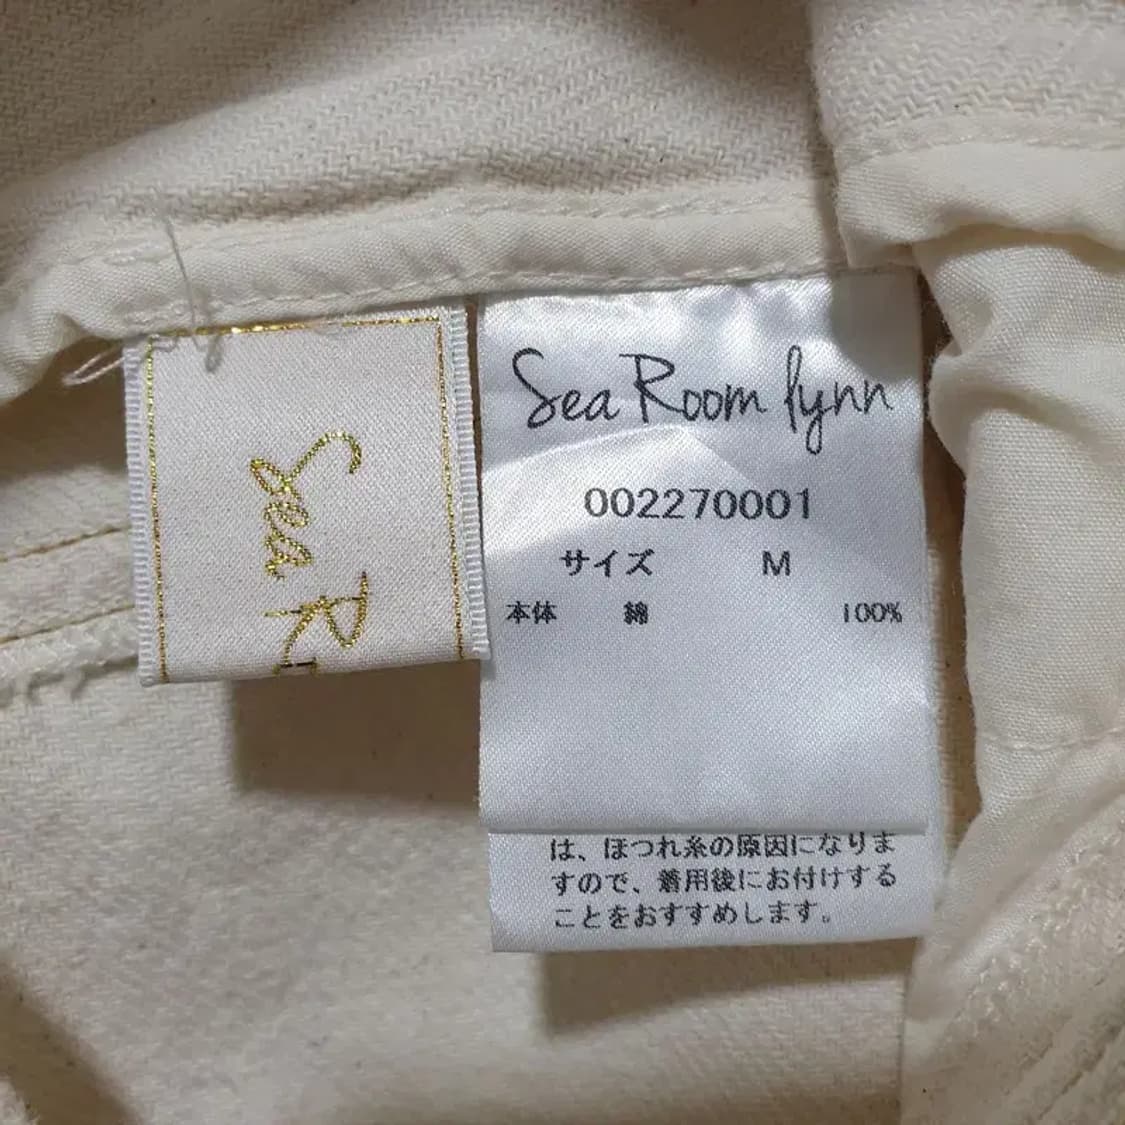 Sea R
Sea Room lynn
002270001
サイズ M
本体 綿 100%
は、ほつれ糸の原因になりま
すので、着用後にお付けする
ことをおすすめします。